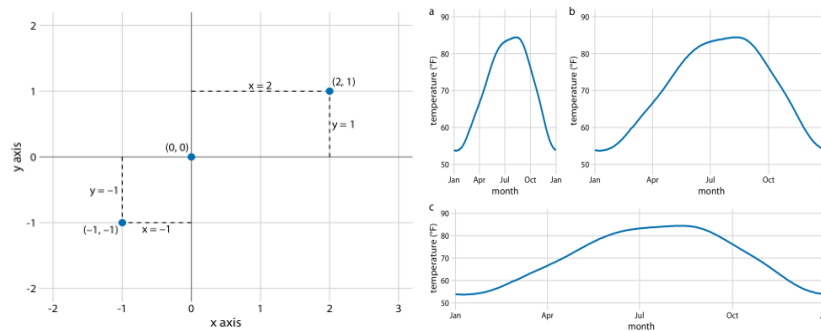 2
1
0
-1
-2
y axis
(2, 1)
x = 2
y = 1
(0, 0)
y = −1
(−1, −1)
x = −1
-2
-1
0
1
2
3
x axis
a
90
80
70
60
50
temperature (°F)
Jan
Apr
Jul
Oct
Jan
month
b
90
80
70
60
50
temperature (°F)
Jan
Apr
Jul
Oct
month
c
90
80
70
60
50
temperature (°F)
Jan
Apr
Jul
Oct
month